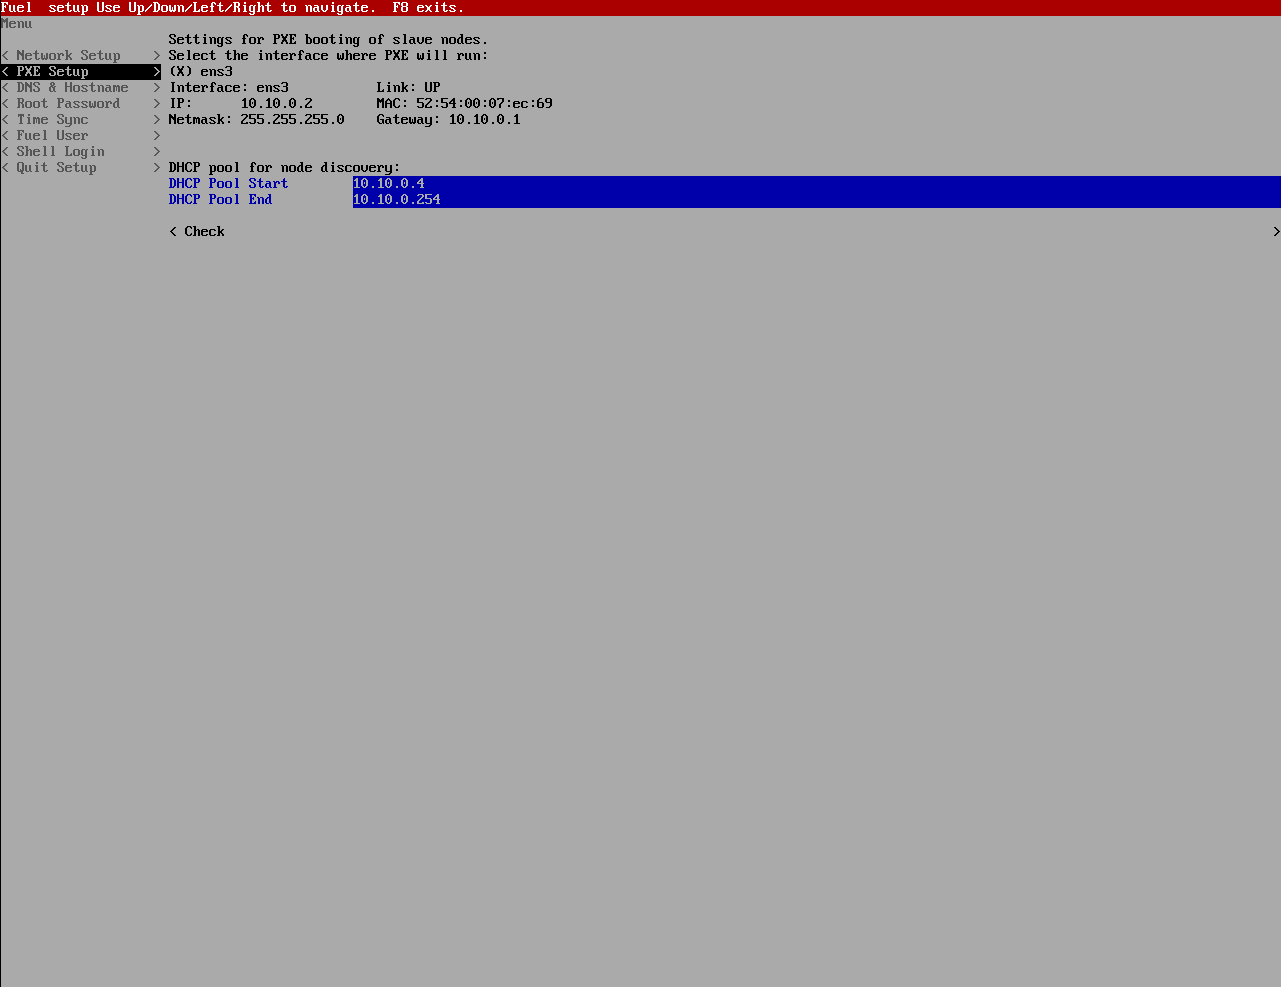 Fuel  setup Use Up/Down/Left/Right to navigate.  F8 exits.
Menu
Settings for PXE booting of slave nodes.
< Network Setup    > Select the interface where PXE will run:
< PXE Setup        > (X) ens3
< DNS & Hostname   > Interface: ens3           Link: UP
< Root Password    > IP:      10.10.0.2        MAC: 52:54:00:07:ec:69
< Time Sync        > Netmask: 255.255.255.0    Gateway: 10.10.0.1
< Fuel User        >
< Shell Login      >
< Quit Setup       > DHCP pool for node discovery:
DHCP Pool Start        10.10.0.4
DHCP Pool End          10.10.0.254
< Check >